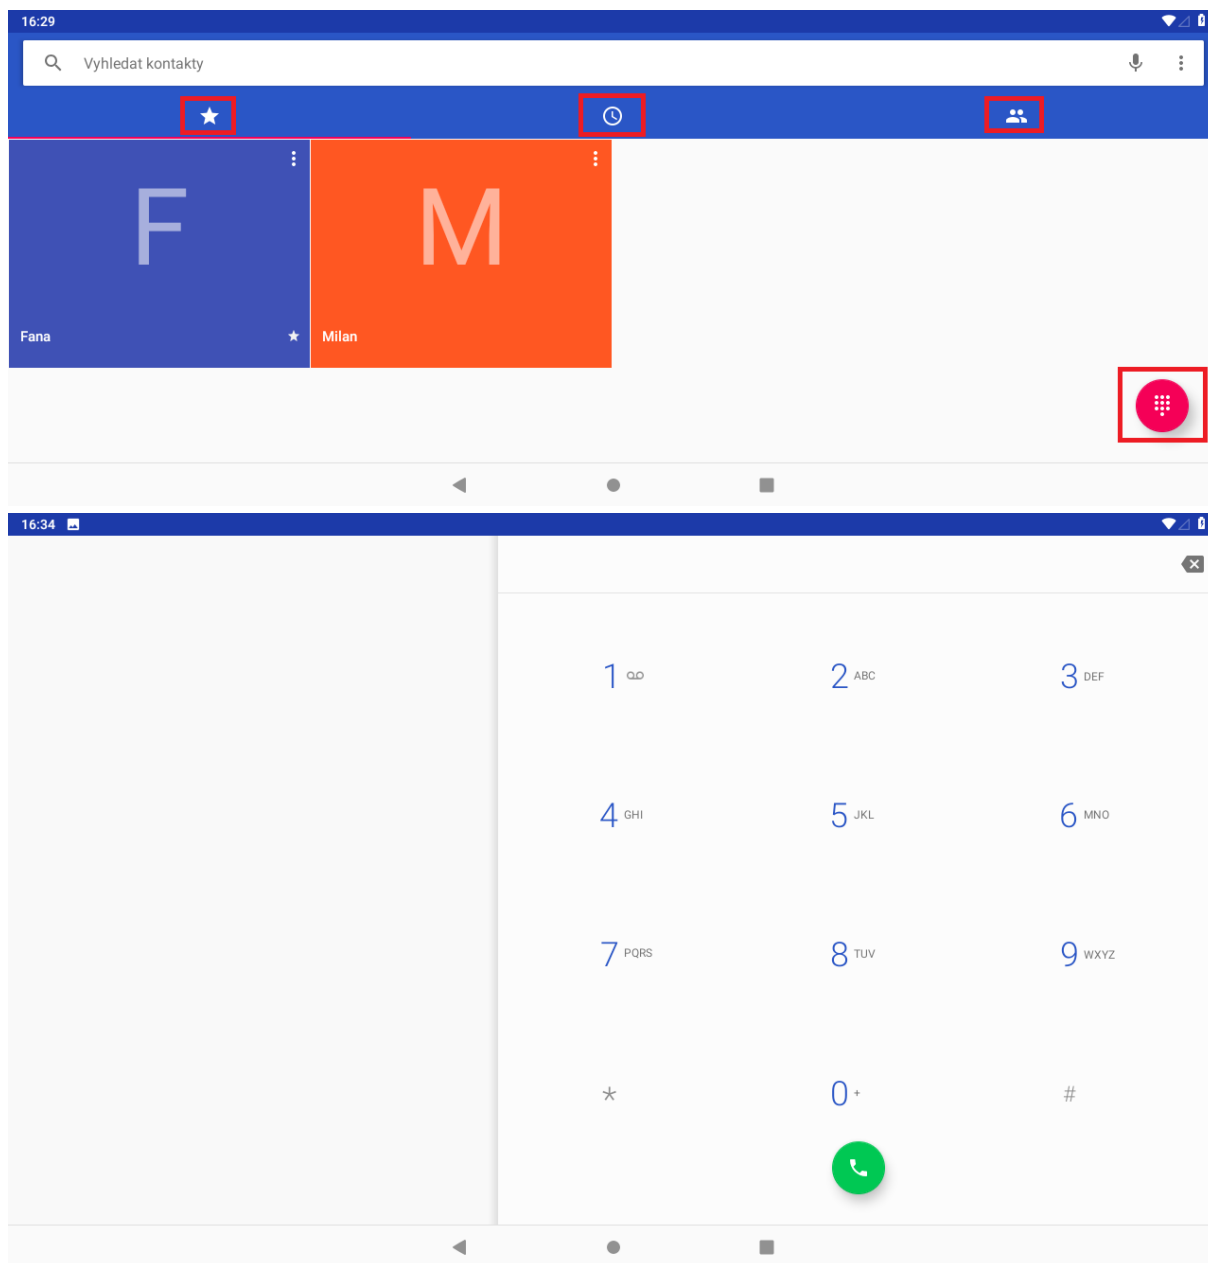 16:29
Vyhledat kontakty
F
M
Fana
Milan
16:34
1
2 ABC
3 DEF
4 GHI
5 JKL
6 MNO
7 PQRS
8 TUV
9 WXYZ
*
0 +
#